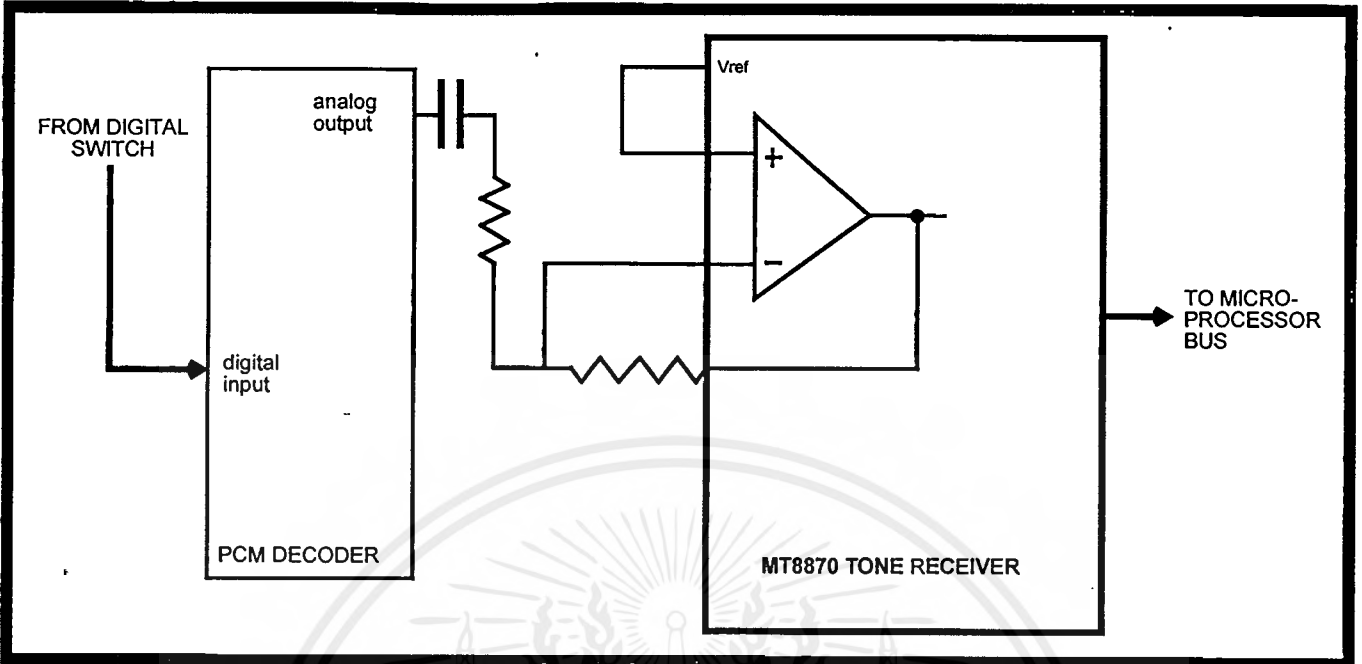 FROM DIGITAL
SWITCH
analog
output
Vref
+
−
digital
input
TO MICRO-
PROCESSOR
BUS
PCM DECODER
MT8870 TONE RECEIVER